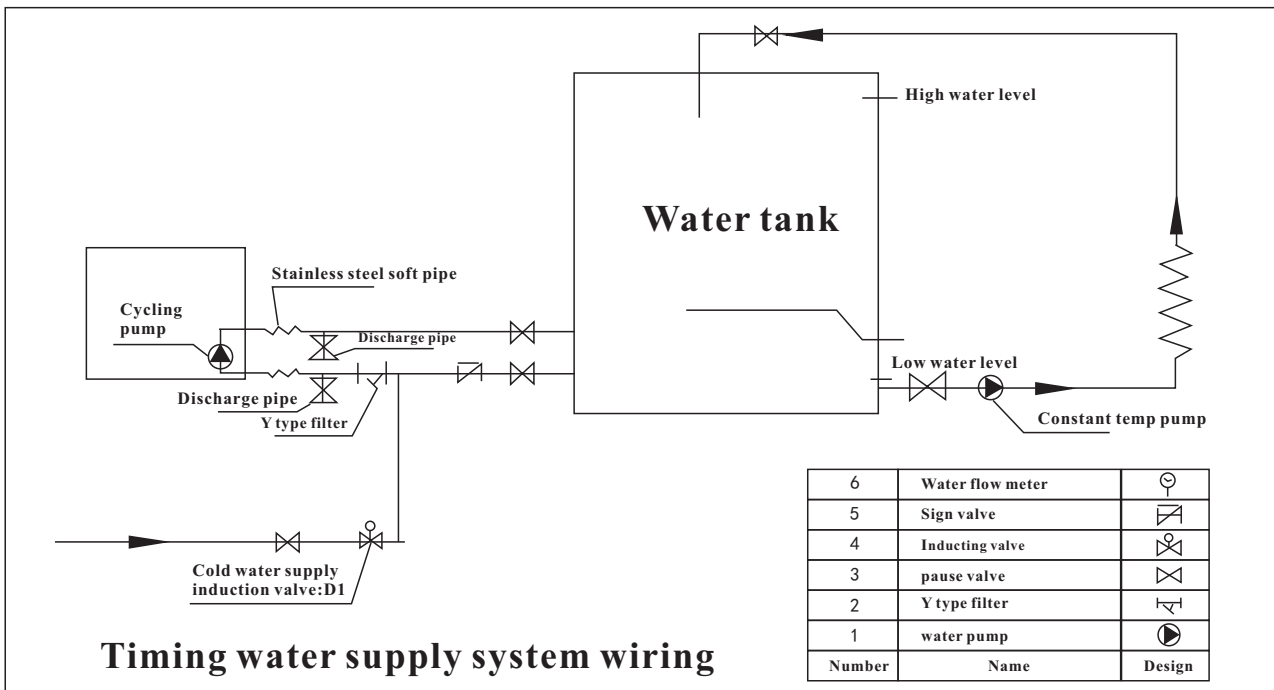 High water level
Water tank
Stainless steel soft pipe
Cycling
pump
Discharge pipe
Low water level
Discharge pipe
Y type filter
Constant temp pump
Cold water supply
induction valve:D1
6 Water flow meter
5 Sign valve
4 Inducting valve
3 pause valve
2 Y type filter
1 water pump
Number Name Design
Timing water supply system wiring